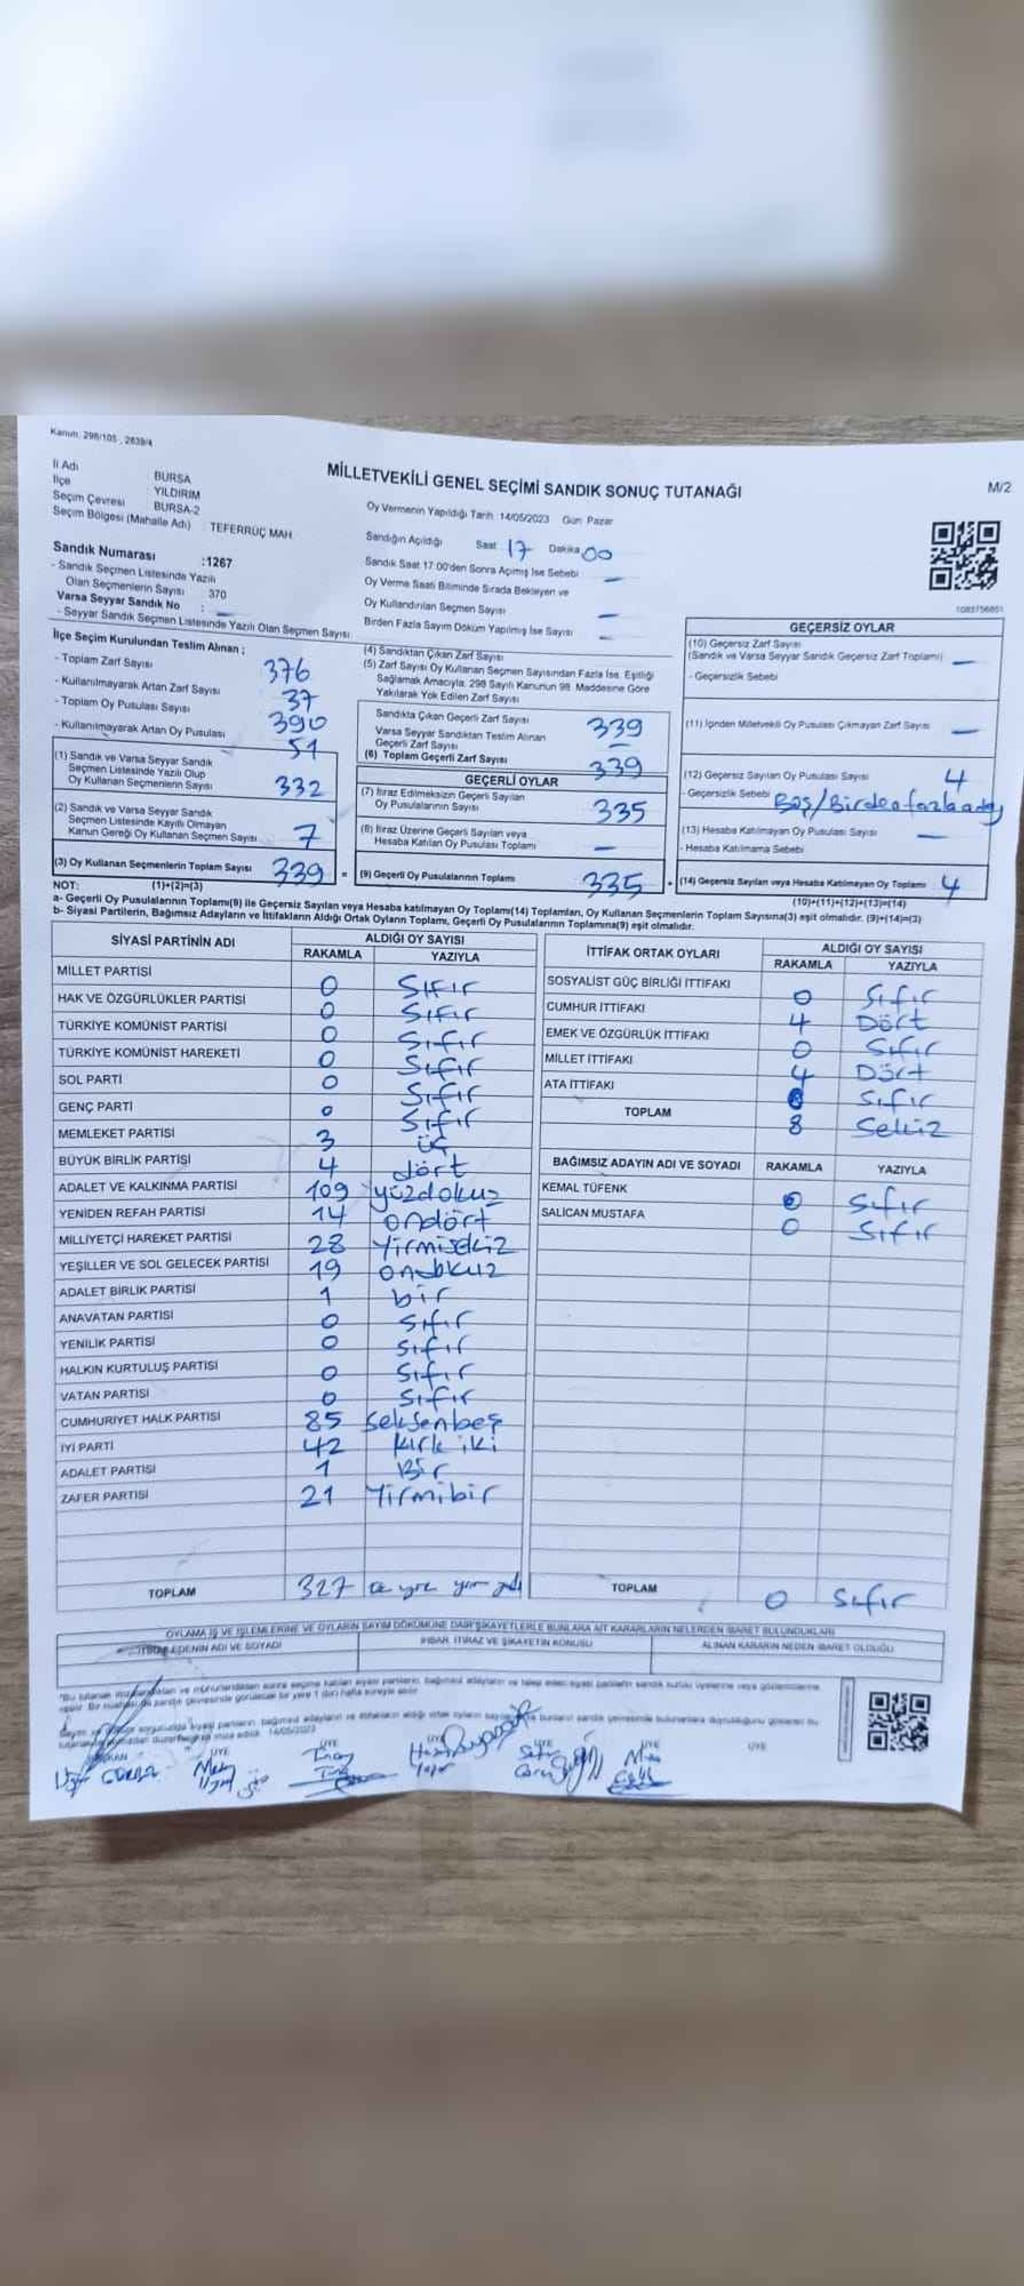 Kanun: 298/105 , 2839/4
İl Adı BURSA
İlçe YILDIRIM
Seçim Çevresi BURSA-2
Seçim Bölgesi (Mahalle Adı) : TEFERRÜÇ MAH
MİLLETVEKİLİ GENEL SEÇİMİ SANDIK SONUÇ TUTANAĞI
M/2
Oy Vermenin Yapıldığı Tarih :14/05/2023 Gün: Pazar
Sandık Numarası :1267
- Sandık Seçmen Listesinde Yazılı
Olan Seçmenlerin Sayısı 370
Varsa Seyyar Sandık No : —
- Seyyar Sandık Seçmen Listesinde Yazılı Olan Seçmen Sayısı
Sandığın Açıldığı Saat 17 Dakika 00
Sandık Saat 17:00'den Sonra Açımış İse Sebebi —
Oy Verme Saati Bitiminde Sırada Bekleyen ve
Oy Kullandırılan Seçmen Sayısı —
Birden Fazla Sayım Döküm Yapılmış İse Sayısı —
İlçe Seçim Kurulundan Teslim Alınan ;
- Toplam Zarf Sayısı 376
- Kullanılmayarak Artan Zarf Sayısı 37
- Toplam Oy Pusulası Sayısı 390
- Kullanılmayarak Artan Oy Pusulası 51
(1) Sandık ve Varsa Seyyar Sandık
Seçmen Listesinde Yazılı Olup
Oy Kullanan Seçmenlerin Sayısı 332
(2) Sandık ve Varsa Seyyar Sandık
Seçmen Listesinde Kayıtlı Olmayan
Kanun Gereği Oy Kullanan Seçmen Sayısı 7
(3) Oy Kullanan Seçmenlerin Toplam Sayısı 339 =
(4) Sandıktan Çıkan Zarf Sayısı
(5) Zarf Sayısı Oy Kullanan Seçmen Sayısından Fazla İse, Eşitliği
Sağlamak Amacıyla, 298 Sayılı Kanunun 98. Maddesine Göre
Yakılarak Yok Edilen Zarf Sayısı
Sandıkta Çıkan Geçerli Zarf Sayısı 339
Varsa Seyyar Sandıktan Teslim Alınan
Geçerli Zarf Sayısı —
(6) Toplam Geçerli Zarf Sayısı 339
GEÇERLİ OYLAR
(7) İtiraz Edilmeksizin Geçerli Sayılan
Oy Pusulalarının Sayısı 335
(8) İtiraz Üzerine Geçerli Sayılan veya
Hesaba Katılan Oy Pusulası Toplamı —
(9) Geçerli Oy Pusulalarının Toplamı 335 +
GEÇERSİZ OYLAR
(10) Geçersiz Zarf Sayısı
(Sandık ve Varsa Seyyar Sandık Geçersiz Zarf Toplamı) —
- Geçersizlik Sebebi
(11) İçinden Milletvekili Oy Pusulası Çıkmayan Zarf Sayısı —
(12) Geçersiz Sayılan Oy Pusulası Sayısı 4
- Geçersizlik Sebebi Boş/Birden fazla aday
(13) Hesaba Katılmayan Oy Pusulası Sayısı —
- Hesaba Katılmama Sebebi
(14) Geçersiz Sayılan veya Hesaba Katılmayan Oy Toplamı 4
NOT: (1)+(2)=(3) (10)+(11)+(12)+(13)=(14)
a- Geçerli Oy Pusulalarının Toplamı(9) ile Geçersiz Sayılan veya Hesaba katılmayan Oy Toplamı(14) Toplamları, Oy Kullanan Seçmenlerin Toplam Sayısına(3) eşit olmalıdır. (9)+(14)=(3)
b- Siyasi Partilerin, Bağımsız Adayların ve İttifakların Aldığı Ortak Oyların Toplamı, Geçerli Oy Pusulalarının Toplamına(9) eşit olmalıdır.
SİYASİ PARTİNİN ADI ALDIĞI OY SAYISI
RAKAMLA YAZIYLA
MİLLET PARTİSİ 0 Sıfır
HAK VE ÖZGÜRLÜKLER PARTİSİ 0 Sıfır
TÜRKİYE KOMÜNİST PARTİSİ 0 Sıfır
TÜRKİYE KOMÜNİST HAREKETİ 0 Sıfır
SOL PARTİ 0 Sıfır
GENÇ PARTİ 0 Sıfır
MEMLEKET PARTİSİ 3 üç
BÜYÜK BİRLİK PARTİSİ 4 dört
ADALET VE KALKINMA PARTİSİ 109 yüzdokuz
YENİDEN REFAH PARTİSİ 14 ondört
MİLLİYETÇİ HAREKET PARTİSİ 28 Yirmisekiz
YEŞİLLER VE SOL GELECEK PARTİSİ 19 ondokuz
ADALET BİRLİK PARTİSİ 1 bir
ANAVATAN PARTİSİ 0 Sıfır
YENİLİK PARTİSİ 0 Sıfır
HALKIN KURTULUŞ PARTİSİ 0 Sıfır
VATAN PARTİSİ 0 Sıfır
CUMHURİYET HALK PARTİSİ 85 Seksenbeş
İYİ PARTİ 42 Kırk iki
ADALET PARTİSİ 1 Bir
ZAFER PARTİSİ 21 Yirmibir
TOPLAM 327
İTTİFAK ORTAK OYLARI ALDIĞI OY SAYISI
RAKAMLA YAZIYLA
SOSYALİST GÜÇ BİRLİĞİ İTTİFAKI 0 Sıfır
CUMHUR İTTİFAKI 4 Dört
EMEK VE ÖZGÜRLÜK İTTİFAKI 0 Sıfır
MİLLET İTTİFAKI 4 Dört
ATA İTTİFAKI 0 Sıfır
TOPLAM 8 Sekiz
BAĞIMSIZ ADAYIN ADI VE SOYADI RAKAMLA YAZIYLA
KEMAL TÜFENK 0 Sıfır
SALİCAN MUSTAFA 0 Sıfır
TOPLAM 0 Sıfır
OYLAMA İŞ VE İŞLEMLERİNE VE OYLARIN SAYIM DÖKÜMÜNE DAİR ŞİKAYETLERLE BUNLARA AİT KARARLARIN NELERDEN İBARET BULUNDUKLARI
EDENİN ADI VE SOYADI İHBAR, İTİRAZ VE ŞİKAYETİN KONUSU ALINAN KARARIN NEDEN İBARET OLDUĞU
14/05/2023
ÜYE ÜYE ÜYE ÜYE ÜYE ÜYE